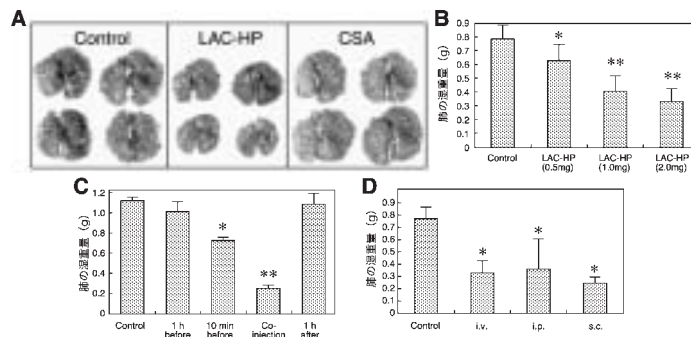 A
Control
LAC-HP
CSA
B
肺の湿重量 (g)
0.9
0.8
0.7
0.6
0.5
0.4
0.3
0.2
0.1
0
*
**
**
Control
LAC-HP
(0.5mg)
LAC-HP
(1.0mg)
LAC-HP
(2.0mg)
C
肺の湿重量 (g)
1.2
1.0
0.8
0.6
0.4
0.2
0
*
**
Control
1 h
before
10 min
before
Co-
injection
1 h
after
D
肺の湿重量 (g)
0.9
0.8
0.7
0.6
0.5
0.4
0.3
0.2
0.1
0
*
*
*
Control
i.v.
i.p.
s.c.